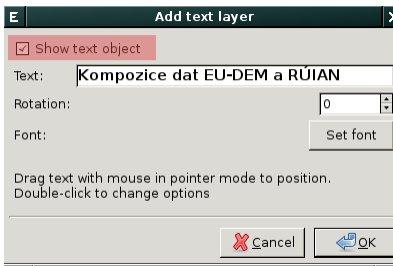 Add text layer
Show text object
Text: Kompozice dat EU-DEM a RÚIAN
Rotation: 0
Font: Set font
Drag text with mouse in pointer mode to position.
Double-click to change options
Cancel OK